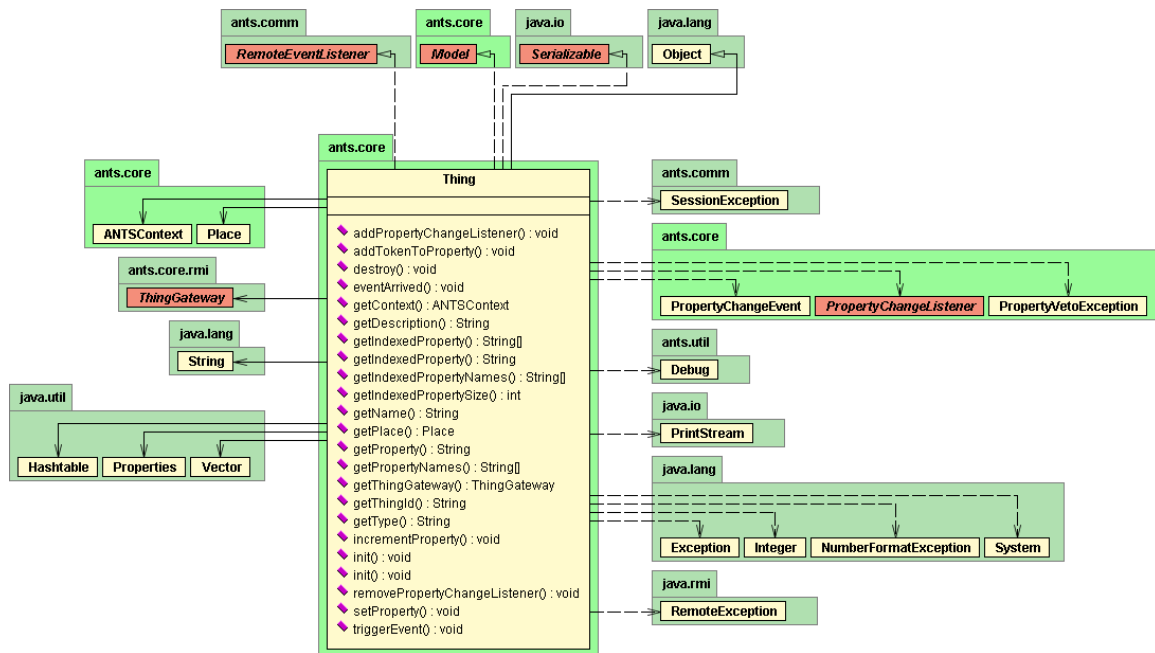 ants.comm
RemoteEventListener
ants.core
Model
java.io
Serializable
java.lang
Object
ants.core
ANTSContext
Place
ants.core.rmi
ThingGateway
java.lang
String
java.util
Hashtable
Properties
Vector
ants.core
Thing
addPropertyChangeListener() : void
addTokenToProperty() : void
destroy() : void
eventArrived() : void
getContext() : ANTSContext
getDescription() : String
getIndexedProperty() : String[]
getIndexedProperty() : String
getIndexedPropertyNames() : String[]
getIndexedPropertySize() : int
getName() : String
getPlace() : Place
getProperty() : String
getPropertyNames() : String[]
getThingGateway() : ThingGateway
getThingId() : String
getType() : String
incrementProperty() : void
init() : void
init() : void
removePropertyChangeListener() : void
setProperty() : void
triggerEvent() : void
ants.comm
SessionException
ants.core
PropertyChangeEvent
PropertyChangeListener
PropertyVetoException
ants.util
Debug
java.io
PrintStream
java.lang
Exception
Integer
NumberFormatException
System
java.rmi
RemoteException